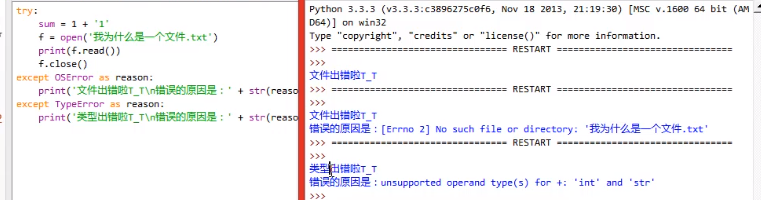 try:
    sum = 1 + '1'
    f = open('我为什么是一个文件.txt')
    print(f.read())
    f.close()
except OSError as reason:
    print('文件出错啦T_T\n错误的原因是：' + str(reaso
except TypeError as reason:
    print('类型出错啦T_T\n错误的原因是：' + str(reaso
Python 3.3.3 (v3.3.3:c3896275c0f6, Nov 18 2013, 21:19:30) [MSC v.1600 64 bit (AM
D64)] on win32
Type "copyright", "credits" or "license()" for more information.
>>> ================================ RESTART ================================
>>>
文件出错啦T_T
>>> ================================ RESTART ================================
>>>
文件出错啦T_T
错误的原因是：[Errno 2] No such file or directory: '我为什么是一个文件.txt'
>>> ================================ RESTART ================================
>>>
类型出错啦T_T
错误的原因是：unsupported operand type(s) for +: 'int' and 'str'
>>>